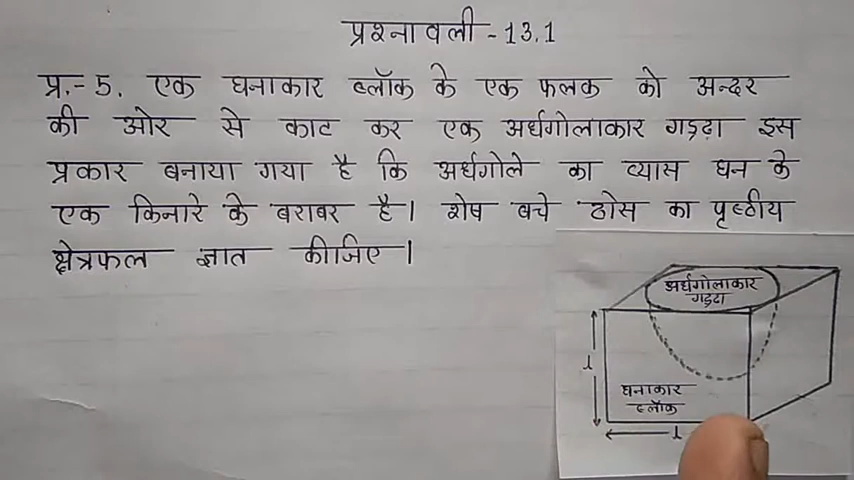 प्रश्नावली - 13.1
प्र.- 5. एक घनाकार ब्लॉक के एक फलक को अन्दर
की ओर से काट कर एक अर्धगोलाकार गड्ढा इस
प्रकार बनाया गया है कि अर्धगोले का व्यास घन के
एक किनारे के बराबर है। शेष बचे ठोस का पृष्ठीय
क्षेत्रफल ज्ञात कीजिए।
अर्धगोलाकार
गड्ढा
l
घनाकार
ब्लॉक
l